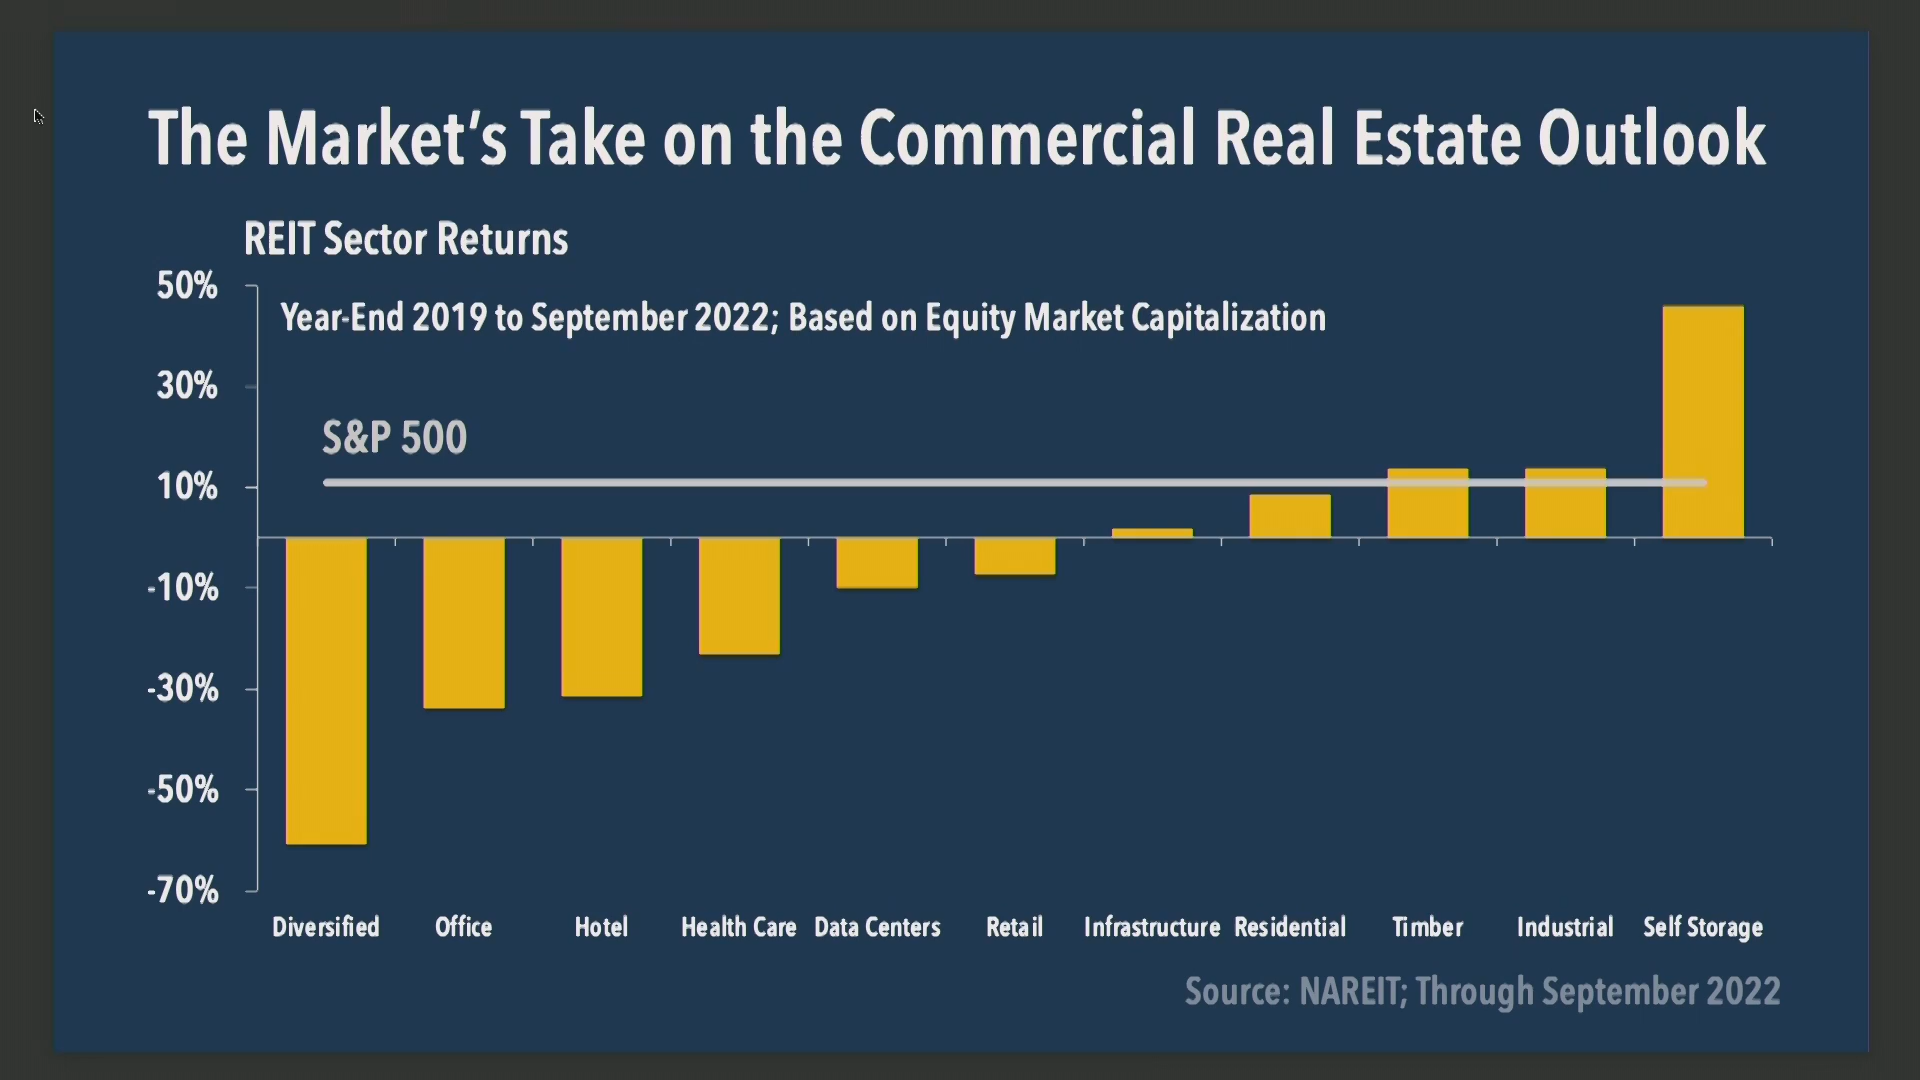 The Market's Take on the Commercial Real Estate Outlook
REIT Sector Returns
50%
Year-End 2019 to September 2022; Based on Equity Market Capitalization
30%
S&P 500
10%
-10%
-30%
-50%
-70%
Diversified Office Hotel Health Care Data Centers Retail Infrastructure Residential Timber Industrial Self Storage
Source: NAREIT; Through September 2022